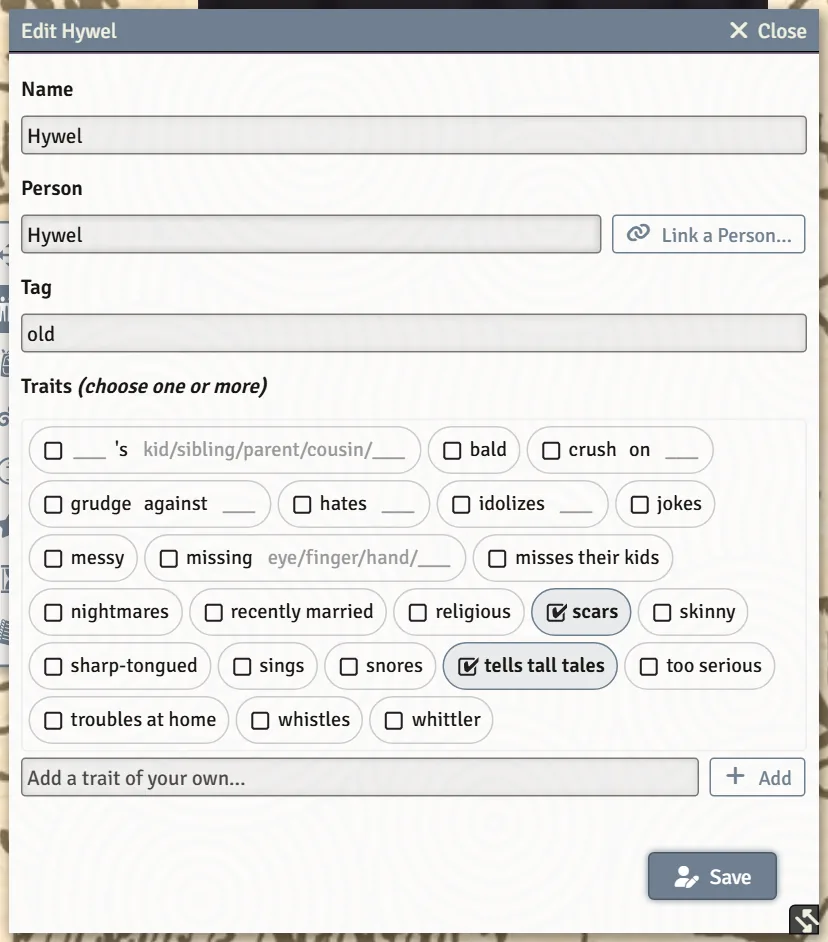 Edit Hywel Close
Name
Hywel
Person
Hywel Link a Person...
Tag
old
Traits (choose one or more)
___ 's kid/sibling/parent/cousin/___ bald crush on ___
grudge against ___ hates ___ idolizes ___ jokes
messy missing eye/finger/hand/___ misses their kids
nightmares recently married religious scars skinny
sharp-tongued sings snores tells tall tales too serious
troubles at home whistles whittler
Add a trait of your own... Add
Save